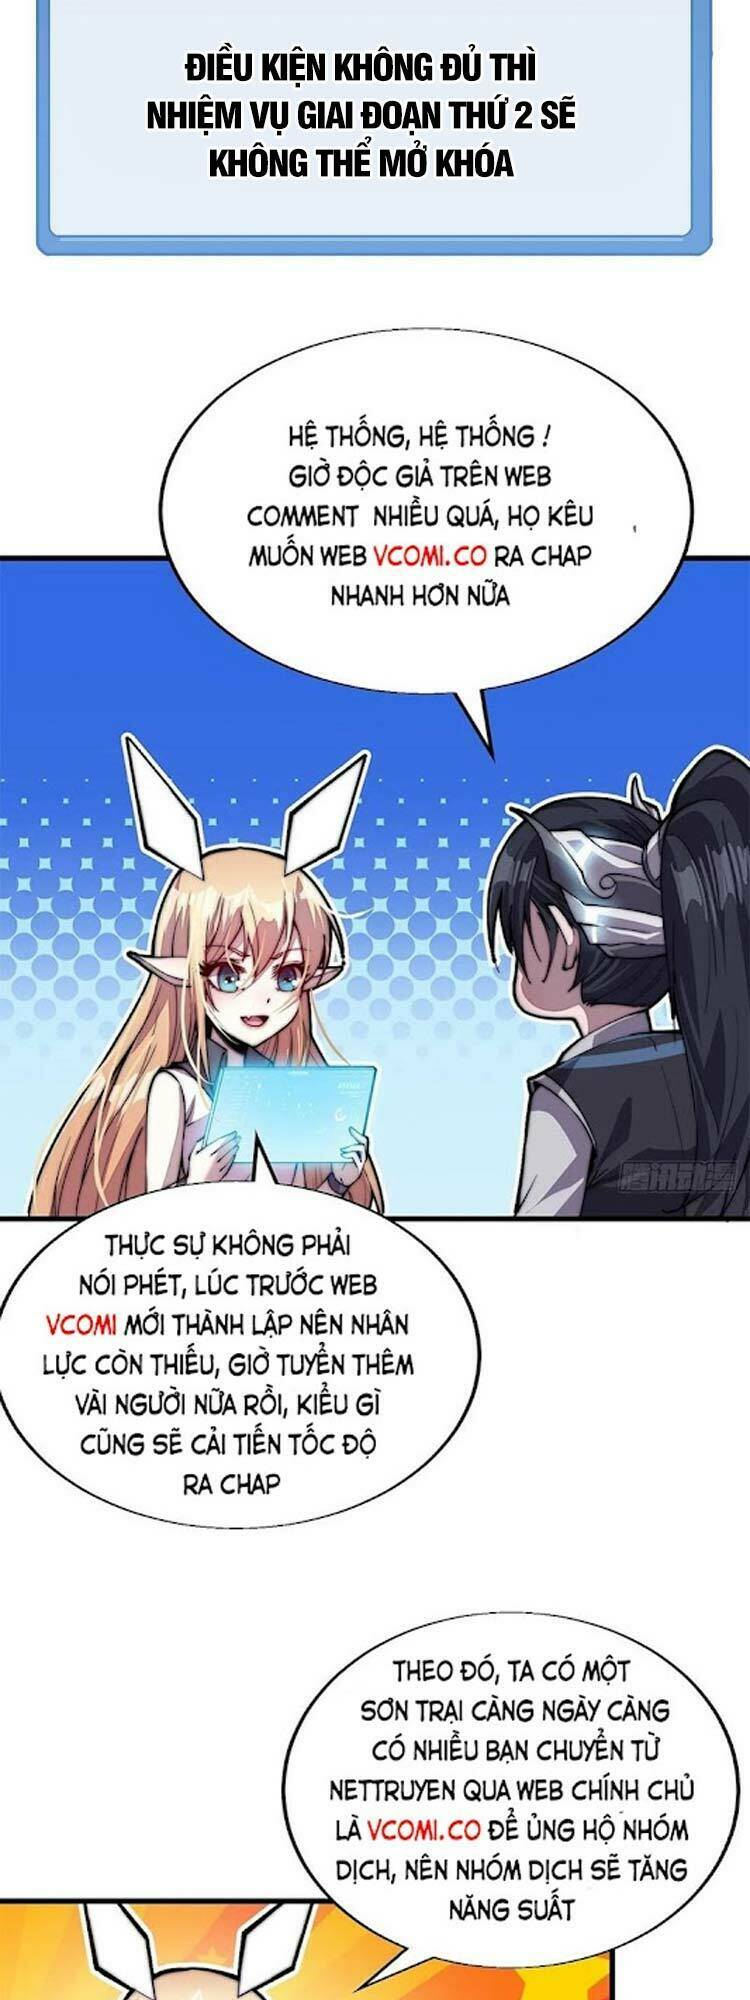 ĐIỀU KIỆN KHÔNG ĐỦ THÌ
NHIỆM VỤ GIAI ĐOẠN THỨ 2 SẼ
KHÔNG THỂ MỞ KHÓA
HỆ THỐNG, HỆ THỐNG !
GIỜ ĐỘC GIẢ TRÊN WEB
COMMENT NHIỀU QUÁ, HỌ KÊU
MUỐN WEB VCOMI.CO RA CHAP
NHANH HƠN NỮA
腾讯动漫
THỰC SỰ KHÔNG PHẢI
NÓI PHÉT, LÚC TRƯỚC WEB
VCOMI MỚI THÀNH LẬP NÊN NHÂN
LỰC CÒN THIẾU, GIỜ TUYỂN THÊM
VÀI NGƯỜI NỮA RỒI, KIỂU GÌ
CŨNG SẼ CẢI TIẾN TỐC ĐỘ
RA CHAP
THEO ĐÓ, TA CÓ MỘT
SƠN TRẠI CÀNG NGÀY CÀNG
CÓ NHIỀU BẠN CHUYỂN TỪ
NETTRUYEN QUA WEB CHÍNH CHỦ
LÀ VCOMI.CO ĐỂ ỦNG HỘ NHÓM
DỊCH, NÊN NHÓM DỊCH SẼ TĂNG
NĂNG SUẤT